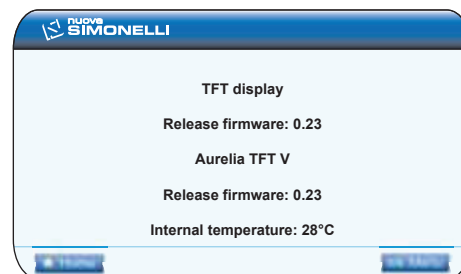 nuova
SIMONELLI
TFT display
Release firmware: 0.23
Aurelia TFT V
Release firmware: 0.23
Internal temperature: 28°C